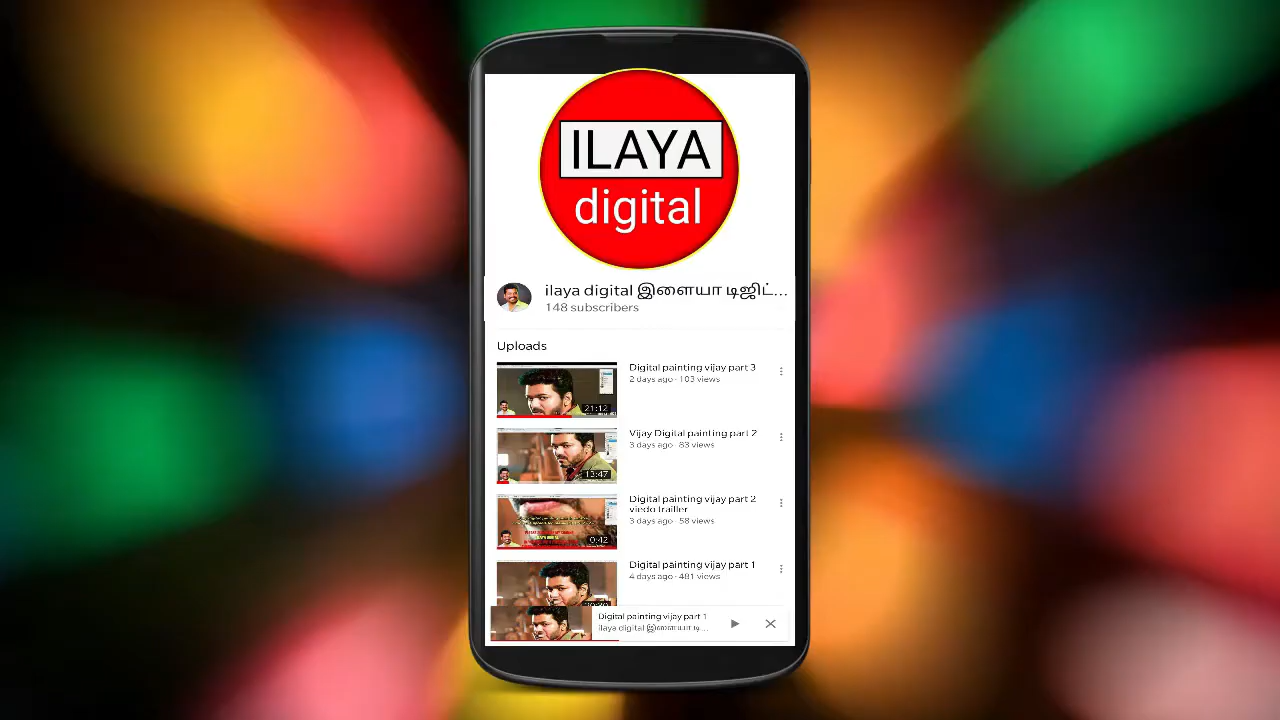 ILAYA
digital
ilaya digital இளையா டிஜிட்...
148 subscribers
Uploads
Digital painting vijay part 3
2 days ago · 103 views
21:12
Vijay Digital painting part 2
3 days ago · 83 views
13:47
Digital painting vijay part 2
viedo trailler
3 days ago · 58 views
0:42
Digital painting vijay part 1
4 days ago · 481 views
Digital painting vijay part 1
ilaya digital இளையா டி...